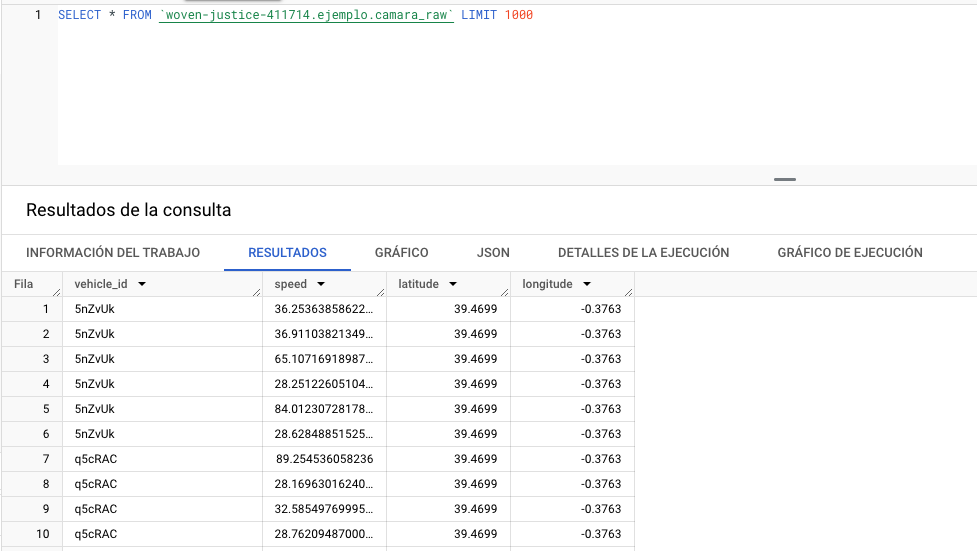 1 SELECT * FROM `woven-justice-411714.ejemplo.camara_raw` LIMIT 1000
Resultados de la consulta
INFORMACIÓN DEL TRABAJO RESULTADOS GRÁFICO JSON DETALLES DE LA EJECUCIÓN GRÁFICO DE EJECUCIÓN
Fila vehicle_id speed latitude longitude
1 5nZvUk 36.25363858622... 39.4699 -0.3763
2 5nZvUk 36.91103821349... 39.4699 -0.3763
3 5nZvUk 65.10716918987... 39.4699 -0.3763
4 5nZvUk 28.25122605104... 39.4699 -0.3763
5 5nZvUk 84.01230728178... 39.4699 -0.3763
6 5nZvUk 28.62848851525... 39.4699 -0.3763
7 q5cRAC 89.254536058236 39.4699 -0.3763
8 q5cRAC 28.16963016240... 39.4699 -0.3763
9 q5cRAC 32.58549769995... 39.4699 -0.3763
10 q5cRAC 28.76209487000... 39.4699 -0.3763